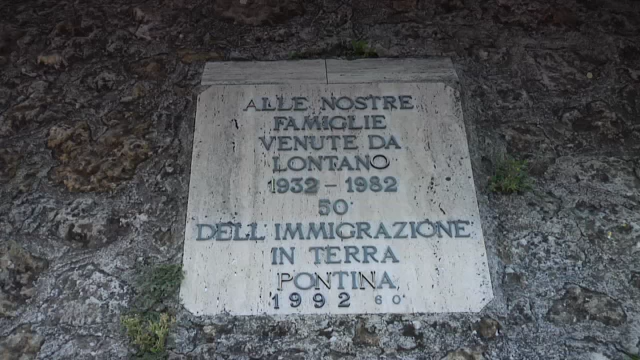 ALLE NOSTRE
FAMIGLIE
VENUTE DA
LONTANO
1932 - 1982
50°
DELL IMMIGRAZIONE
IN TERRA
PONTINA
1992 60°